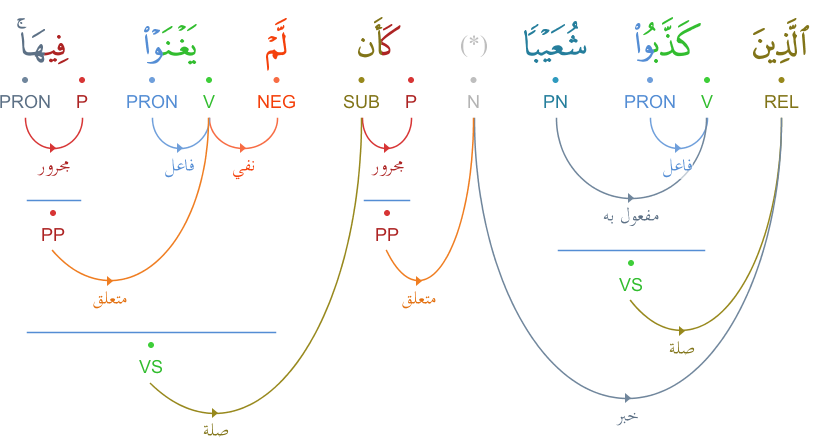 ٱلَّذِينَ كَذَّبُوا۟ شُعَيْبًا (*) كَأَن لَّمْ يَغْنَوْا۟ فِيهَا ۚ
PRON P PRON V NEG SUB P N PN PRON V REL
مجرور فاعل نفي مجرور فاعل
مفعول به
PP PP
VS
متعلق متعلق
صلة
VS
خبر
صلة